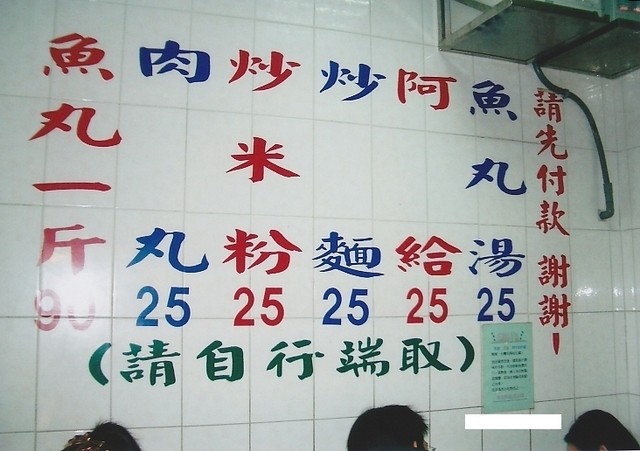 請先付款 謝謝！
魚丸湯 25
阿給 25
炒麵 25
炒米粉 25
肉丸 25
魚丸一斤 90
(請自行端取)